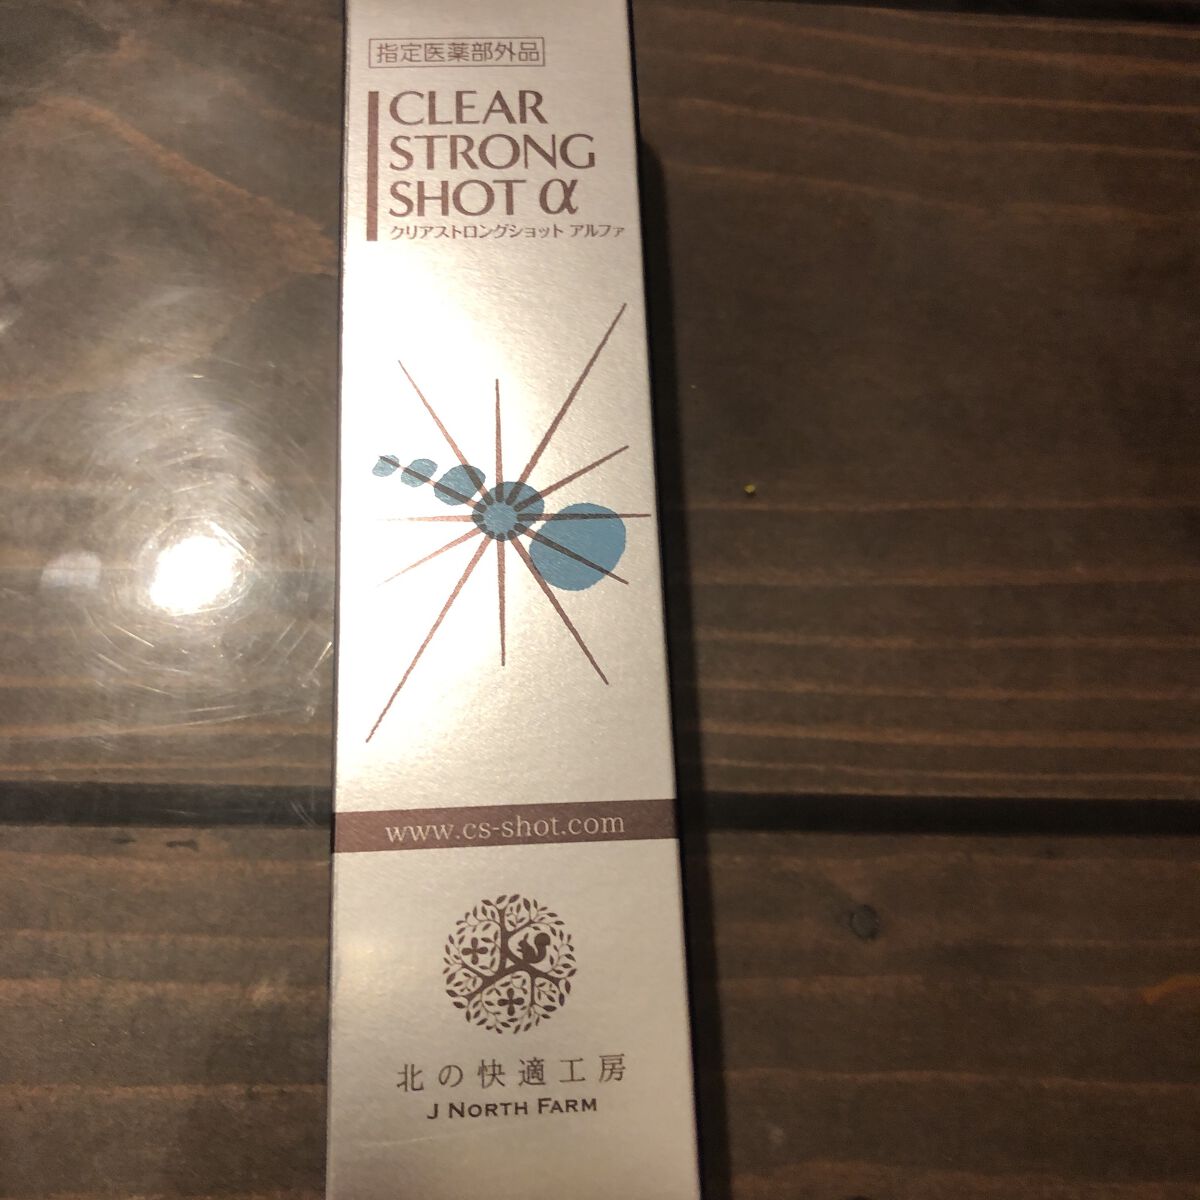 指定医薬部外品
CLEAR
STRONG
SHOT α
クリアストロングショット アルファ
www.cs-shot.com
北の快適工房
J NORTH FARM